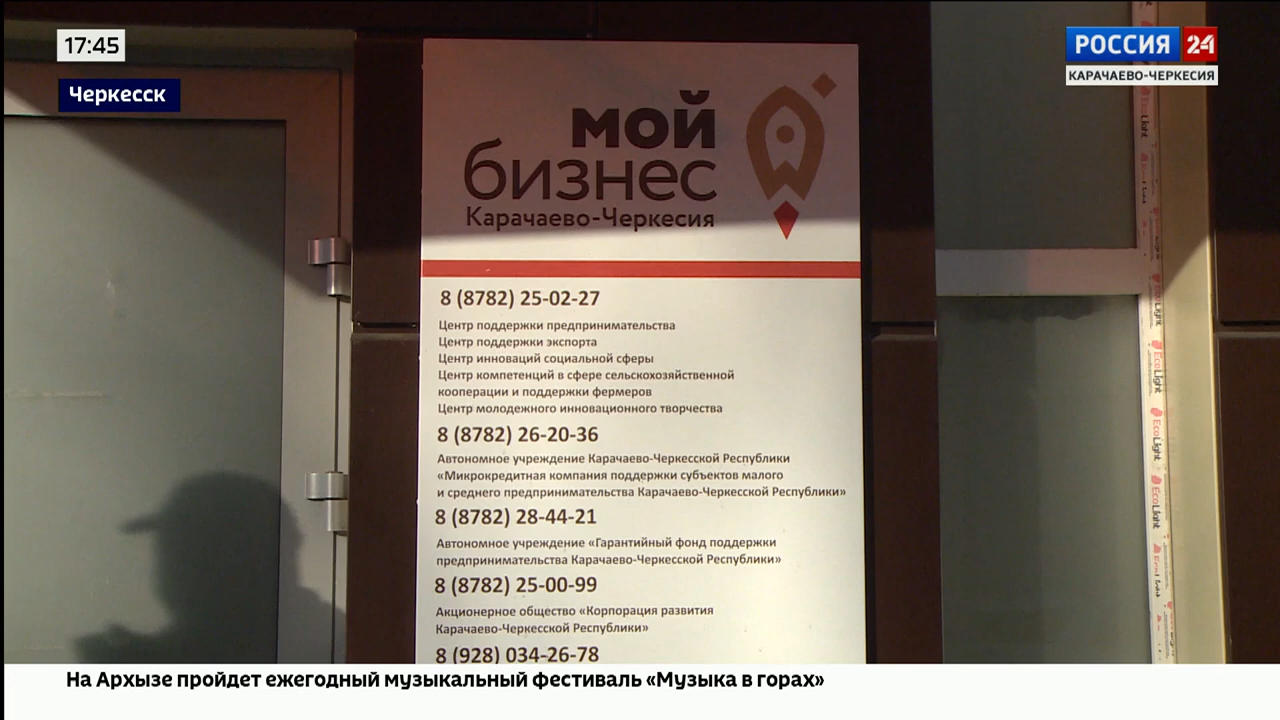 17:45
РОССИЯ 24
КАРАЧАЕВО-ЧЕРКЕСИЯ
Черкесск
мой
бизнес
Карачаево-Черкесия
8 (8782) 25-02-27
Центр поддержки предпринимательства
Центр поддержки экспорта
Центр инноваций социальной сферы
Центр компетенций в сфере сельскохозяйственной
кооперации и поддержки фермеров
Центр молодежного инновационного творчества
8 (8782) 26-20-36
Автономное учреждение Карачаево-Черкесской Республики
«Микрокредитная компания поддержки субъектов малого
и среднего предпринимательства Карачаево-Черкесской Республики»
8 (8782) 28-44-21
Автономное учреждение «Гарантийный фонд поддержки
предпринимательства Карачаево-Черкесской Республики»
8 (8782) 25-00-99
Акционерное общество «Корпорация развития
Карачаево-Черкесской Республики»
8 (928) 034-26-78
EcoLight
EcoLight
EcoLight
EcoLight
На Архызе пройдет ежегодный музыкальный фестиваль «Музыка в горах»